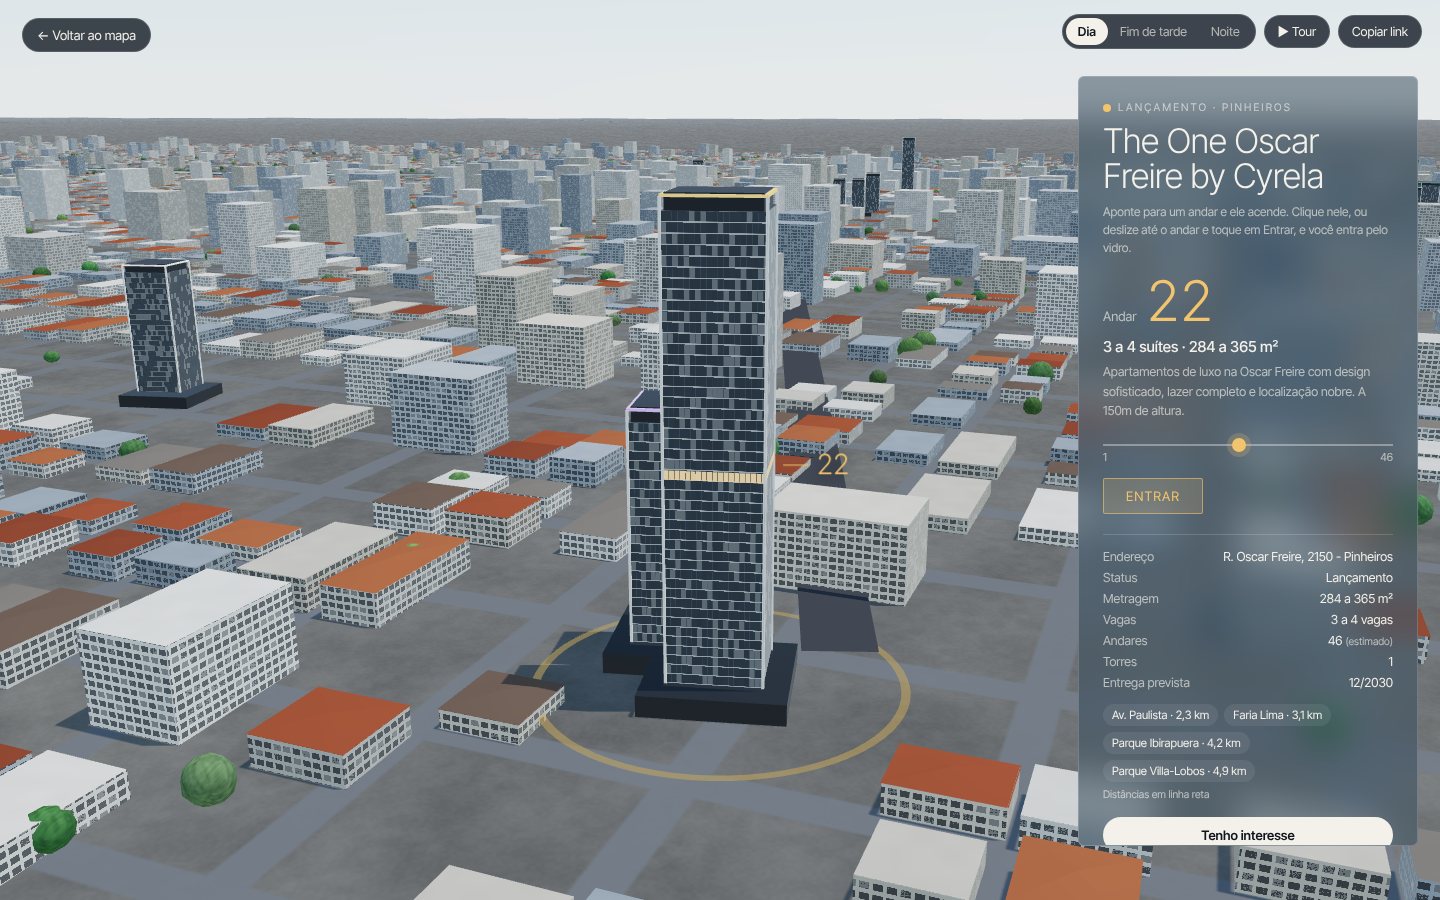 ← Voltar ao mapa
Dia Fim de tarde Noite
▶ Tour
Copiar link
LANÇAMENTO · PINHEIROS
The One Oscar
Freire by Cyrela
Aponte para um andar e ele acende. Clique nele, ou
deslize até o andar e toque em Entrar, e você entra pelo
vidro.
Andar 22
3 a 4 suítes · 284 a 365 m²
Apartamentos de luxo na Oscar Freire com design
sofisticado, lazer completo e localização nobre. A
150m de altura.
1 46
ENTRAR
Endereço R. Oscar Freire, 2150 - Pinheiros
Status Lançamento
Metragem 284 a 365 m²
Vagas 3 a 4 vagas
Andares 46 (estimado)
Torres 1
Entrega prevista 12/2030
Av. Paulista · 2,3 km Faria Lima · 3,1 km
Parque Ibirapuera · 4,2 km
Parque Villa-Lobos · 4,9 km
Distâncias em linha reta
Tenho interesse
22